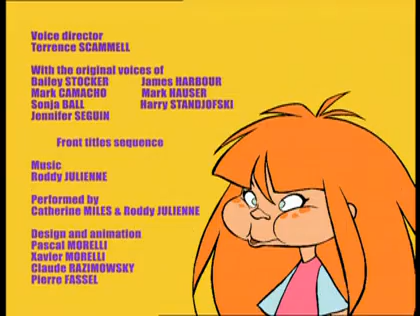 Voice director
Terrence SCAMMELL
With the original voices of
Bailey STOCKER James HARBOUR
Mark CAMACHO Mark HAUSER
Sonja BALL Harry STANDJOFSKI
Jennifer SEGUIN
Front titles sequence
Music
Roddy JULIENNE
Performed by
Catherine MILES & Roddy JULIENNE
Design and animation
Pascal MORELLI
Xavier MORELLI
Claude RAZIMOWSKY
Pierre FASSEL